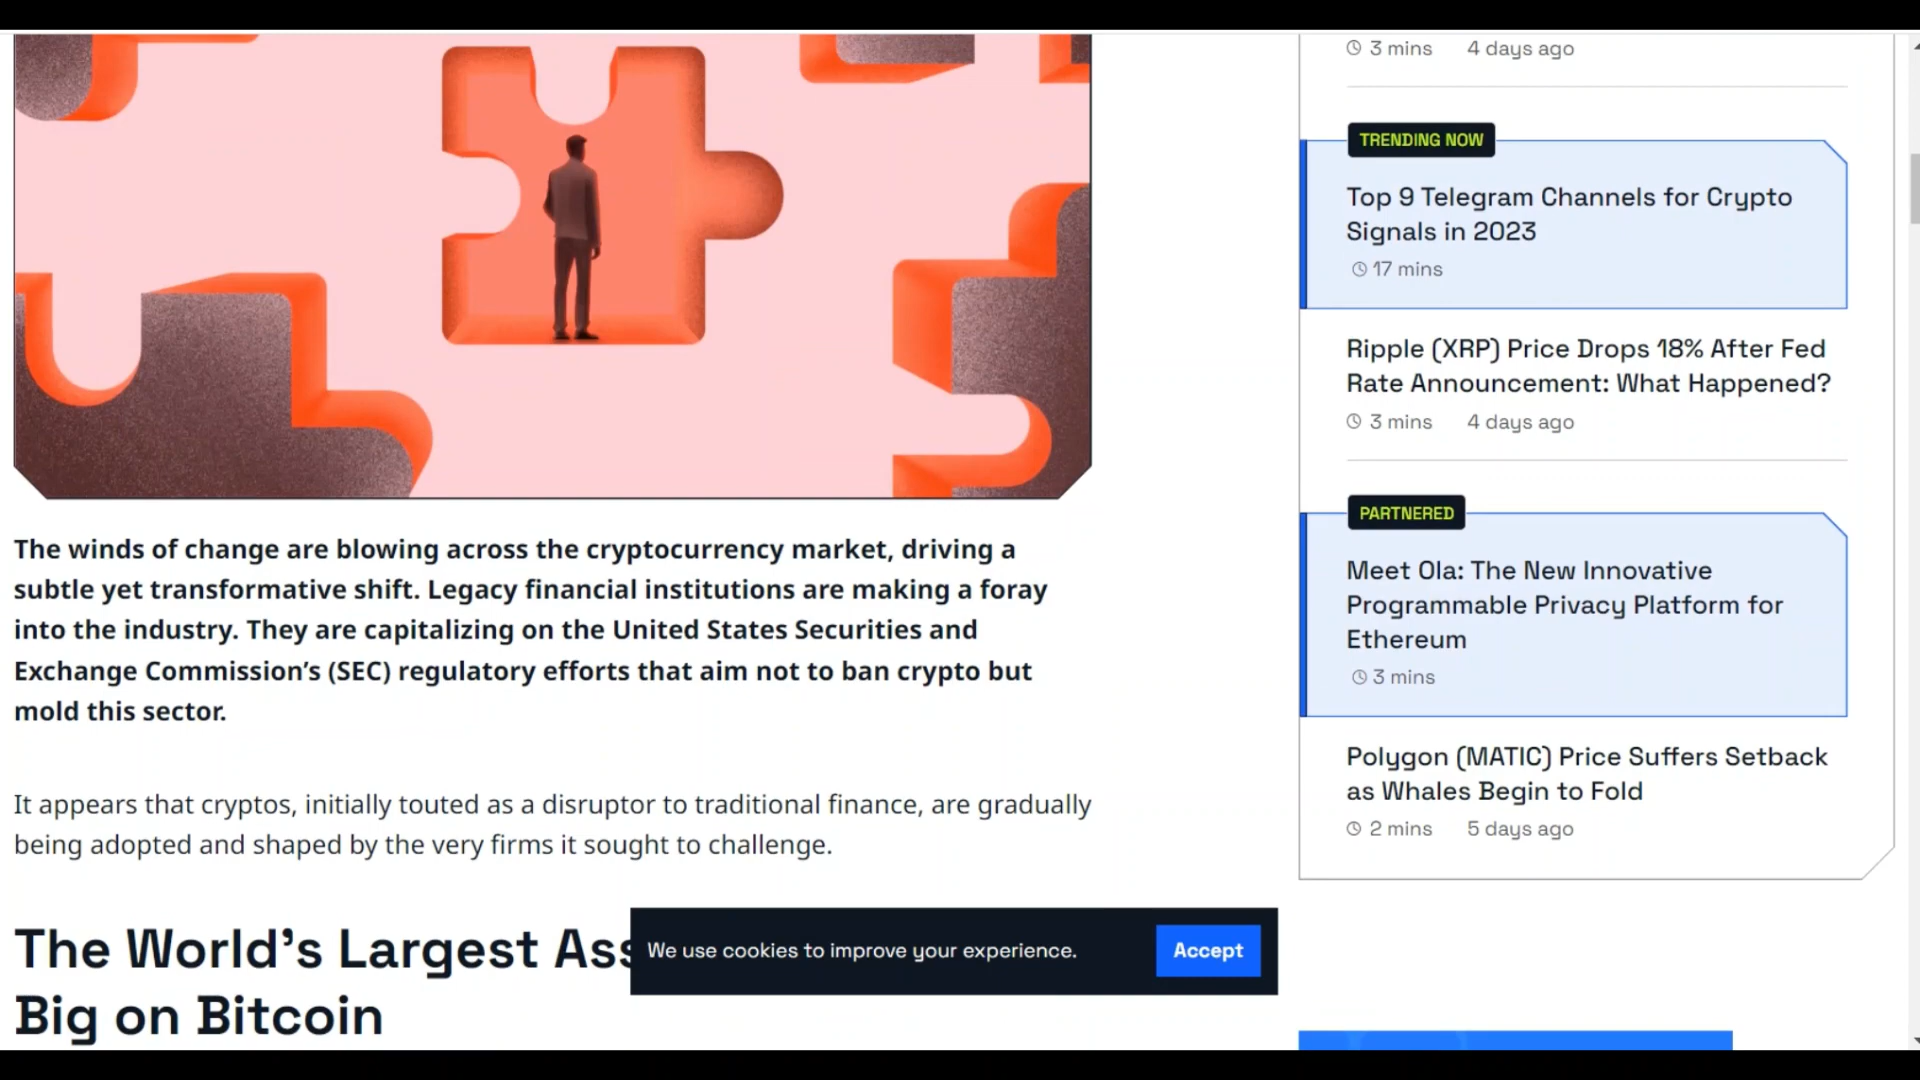 The winds of change are blowing across the cryptocurrency market, driving a
subtle yet transformative shift. Legacy financial institutions are making a foray
into the industry. They are capitalizing on the United States Securities and
Exchange Commission’s (SEC) regulatory efforts that aim not to ban crypto but
mold this sector.
It appears that cryptos, initially touted as a disruptor to traditional finance, are gradually
being adopted and shaped by the very firms it sought to challenge.
The World’s Largest
Big on Bitcoin
We use cookies to improve your experience.
Accept
3 mins 4 days ago
TRENDING NOW
Top 9 Telegram Channels for Crypto
Signals in 2023
17 mins
Ripple (XRP) Price Drops 18% After Fed
Rate Announcement: What Happened?
3 mins 4 days ago
PARTNERED
Meet Ola: The New Innovative
Programmable Privacy Platform for
Ethereum
3 mins
Polygon (MATIC) Price Suffers Setback
as Whales Begin to Fold
2 mins 5 days ago